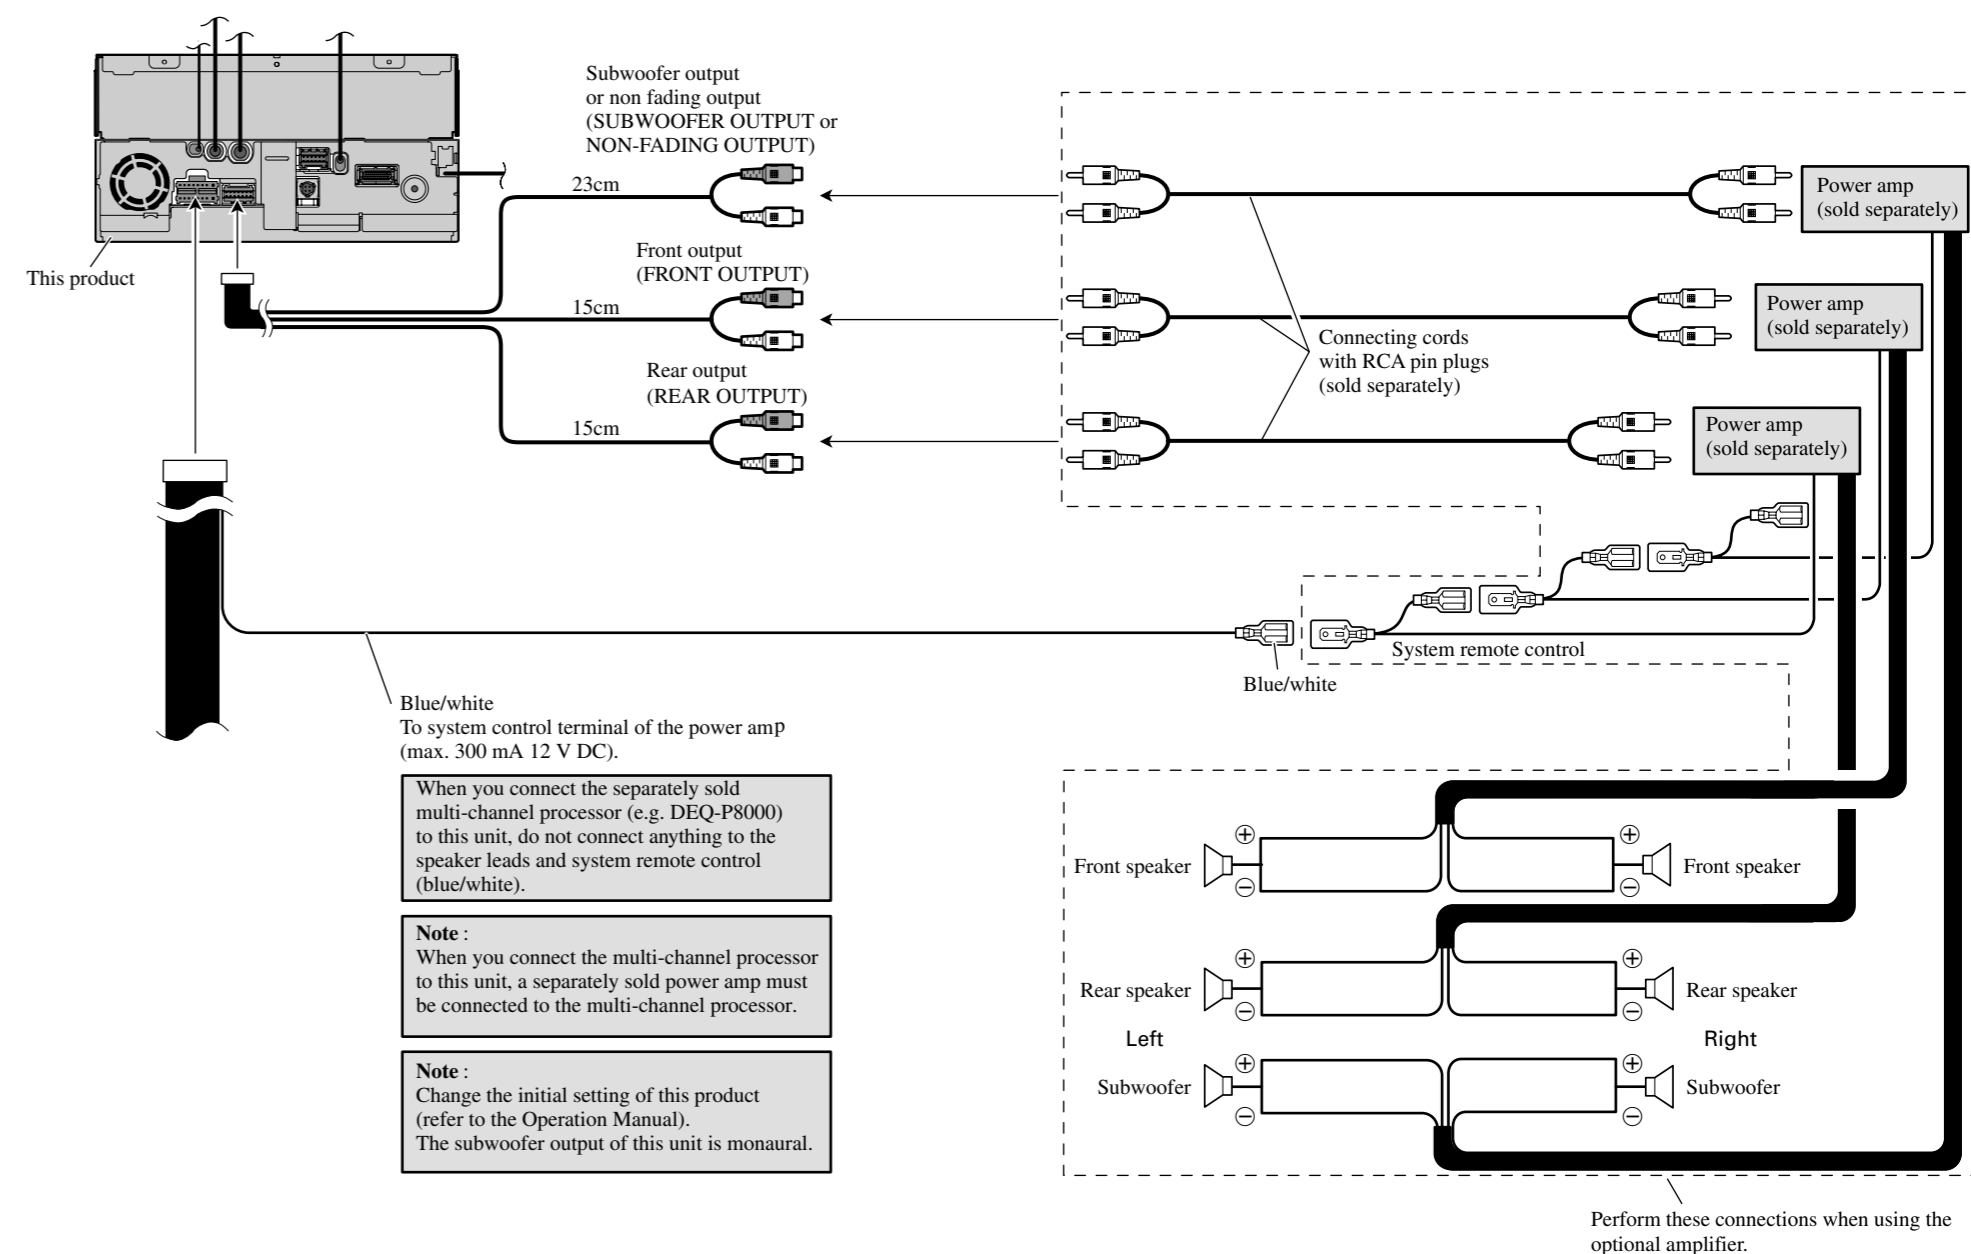 Subwoofer output
or non fading output
(SUBWOOFER OUTPUT or
NON-FADING OUTPUT)
23cm
Power amp
(sold separately)
This product
Front output
(FRONT OUTPUT)
15cm
Power amp
(sold separately)
Connecting cords
with RCA pin plugs
(sold separately)
Rear output
(REAR OUTPUT)
15cm
Power amp
(sold separately)
System remote control
Blue/white
Blue/white
To system control terminal of the power amp
(max. 300 mA 12 V DC).
When you connect the separately sold
multi-channel processor (e.g. DEQ-P8000)
to this unit, do not connect anything to the
speaker leads and system remote control
(blue/white).
Note :
When you connect the multi-channel processor
to this unit, a separately sold power amp must
be connected to the multi-channel processor.
Note :
Change the initial setting of this product
(refer to the Operation Manual).
The subwoofer output of this unit is monaural.
⊕ ⊕
Front speaker Front speaker
⊖ ⊖
⊕ ⊕
Rear speaker Rear speaker
⊖ ⊖
Left Right
⊕ ⊕
Subwoofer Subwoofer
⊖ ⊖
Perform these connections when using the
optional amplifier.